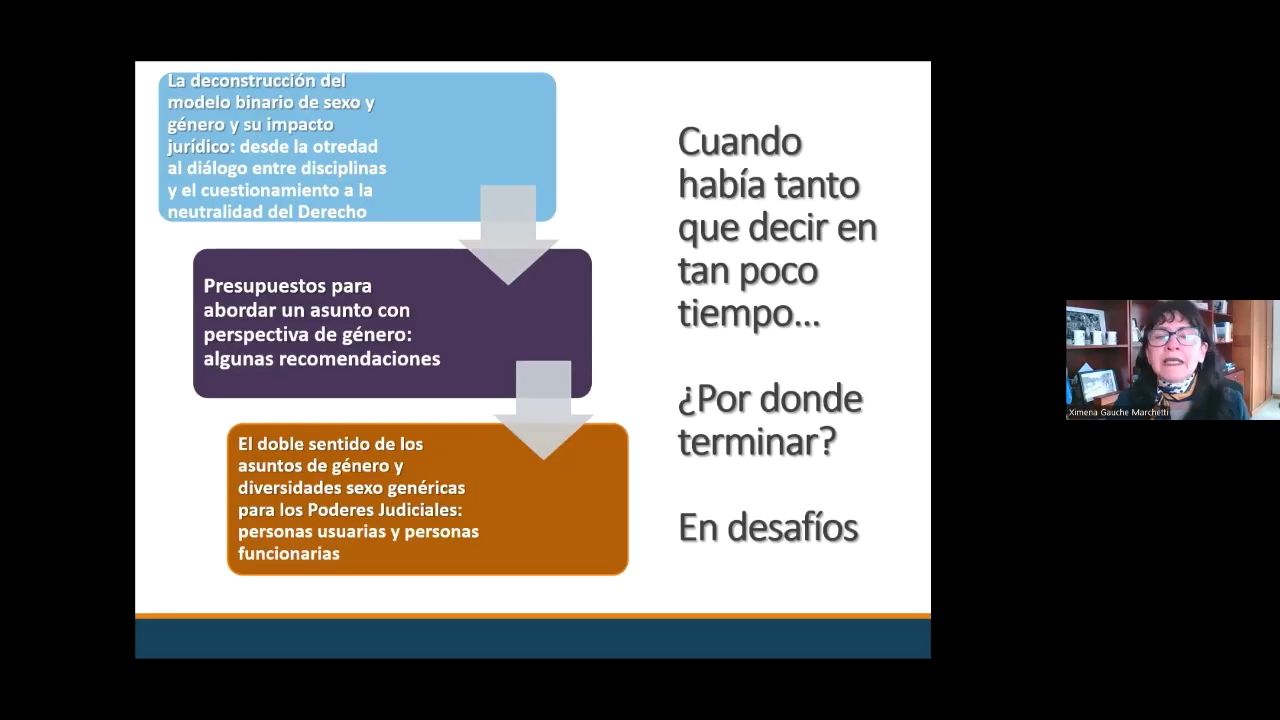 La deconstrucción del
modelo binario de sexo y
género y su impacto
jurídico: desde la otredad
al diálogo entre disciplinas
y el cuestionamiento a la
neutralidad del Derecho
Presupuestos para
abordar un asunto con
perspectiva de género:
algunas recomendaciones
El doble sentido de los
asuntos de género y
diversidades sexo genéricas
para los Poderes Judiciales:
personas usuarias y personas
funcionarias
Cuando
había tanto
que decir en
tan poco
tiempo...
¿Por donde
terminar?
En desafíos
Ximena Gauche Marchetti